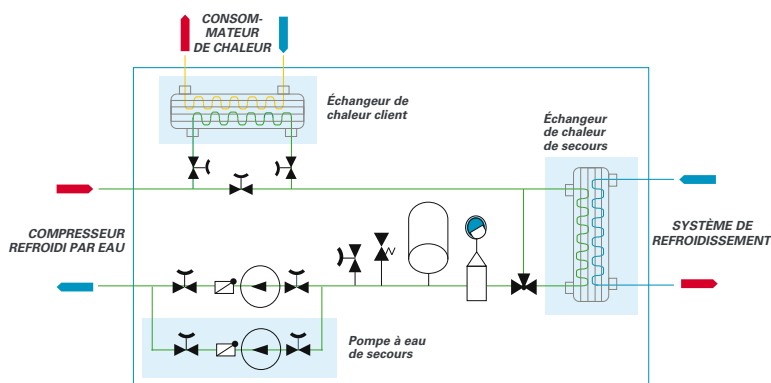 CONSOM-
MATEUR
DE CHALEUR
Échangeur de
chaleur client
Échangeur
de chaleur
de secours
COMPRESSEUR
REFROIDI PAR EAU
SYSTÈME DE
REFROIDISSEMENT
Pompe à eau
de secours